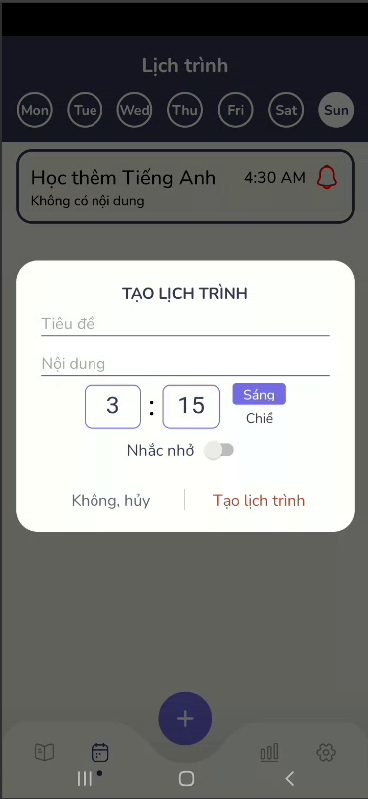 Lịch trình
Mon Tue Wed Thu Fri Sat Sun
Học thêm Tiếng Anh 4:30 AM
Không có nội dung
TẠO LỊCH TRÌNH
Tiêu đề
Nội dung
3 : 15 Sáng
Chiề
Nhắc nhở
Không, hủy Tạo lịch trình